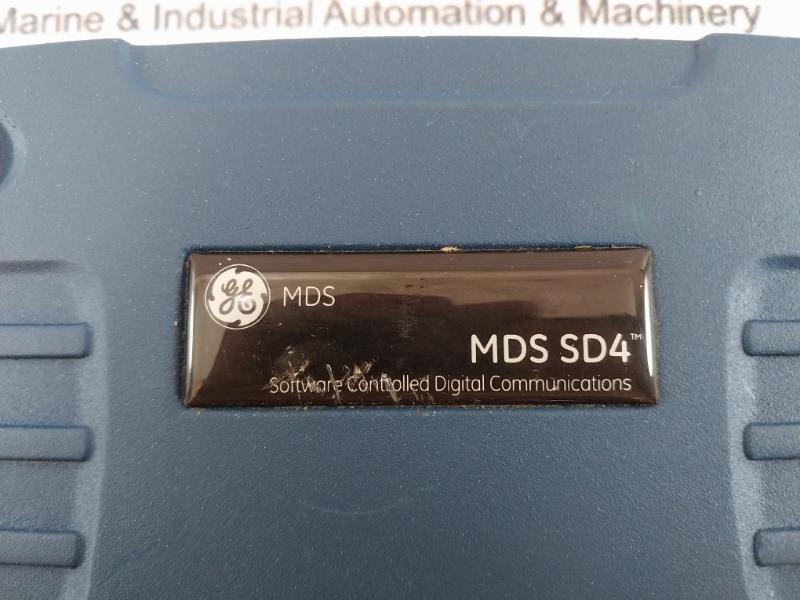 Marine & Industrial Automation & Machinery
GE MDS
MDS SD4™
Software Controlled Digital Communications